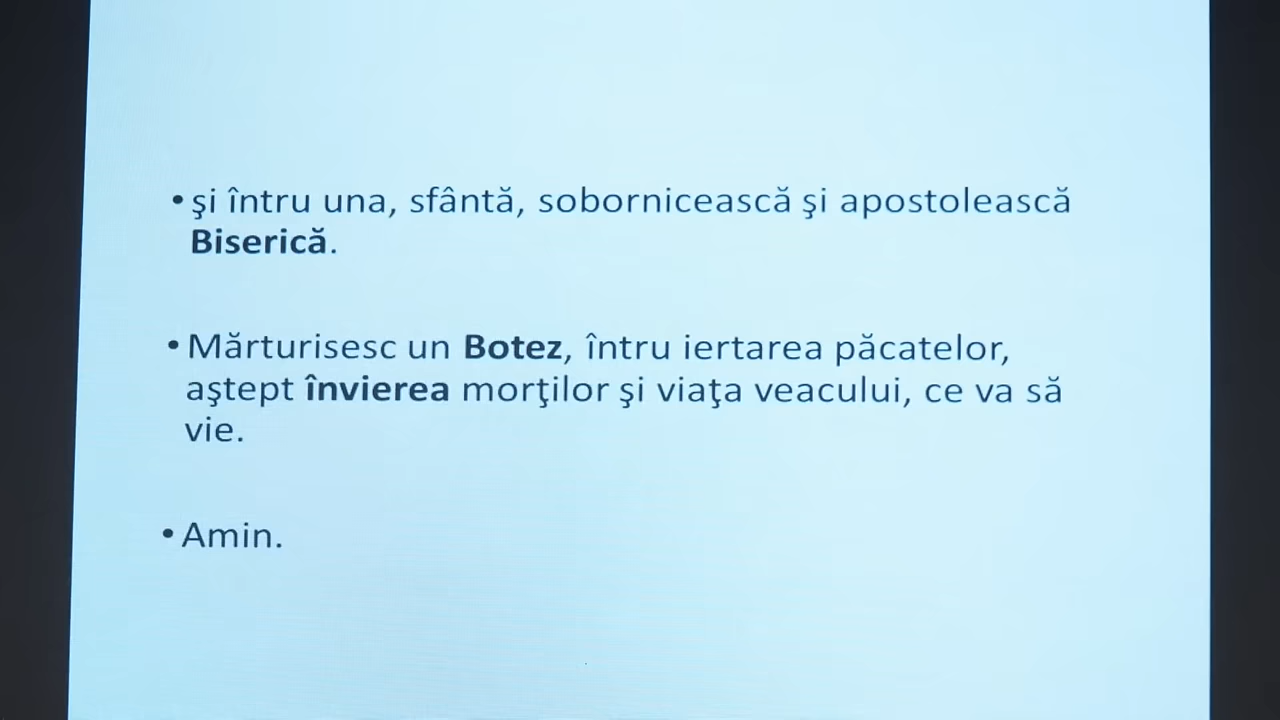 • şi întru una, sfântă, sobornicească şi apostolească
Biserică.
• Mărturisesc un Botez, întru iertarea păcatelor,
aştept învierea morţilor şi viaţa veacului, ce va să
vie.
• Amin.